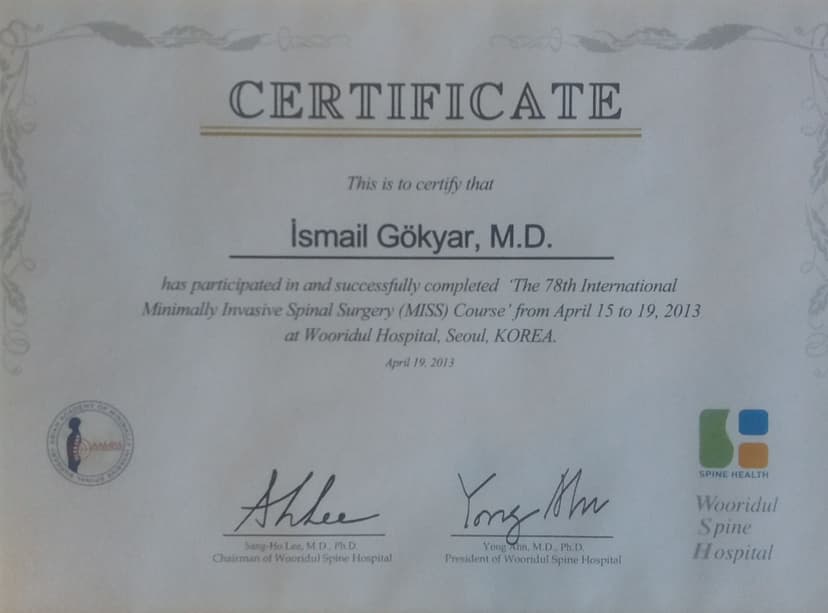 CERTIFICATE
This is to certify that
İsmail Gökyar, M.D.
has participated in and successfully completed 'The 78th International
Minimally Invasive Spinal Surgery (MISS) Course' from April 15 to 19, 2013
at Wooridul Hospital, Seoul, KOREA.
April 19, 2013
Sang-Ho Lee, M.D., Ph.D.
Chairman of Wooridul Spine Hospital
Yong Ahn, M.D., Ph.D.
President of Wooridul Spine Hospital
SPINE HEALTH
Wooridul
Spine
Hospital